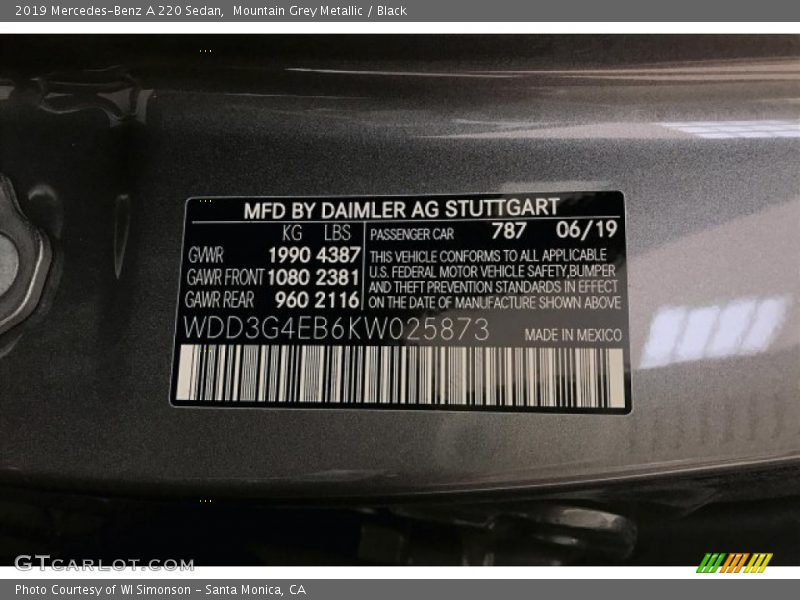 2019 Mercedes-Benz A 220 Sedan, Mountain Grey Metallic / Black
MFD BY DAIMLER AG STUTTGART
KG LBS
GVWR 1990 4387
GAWR FRONT 1080 2381
GAWR REAR 960 2116
PASSENGER CAR 787 06/19
THIS VEHICLE CONFORMS TO ALL APPLICABLE
U.S. FEDERAL MOTOR VEHICLE SAFETY,BUMPER
AND THEFT PREVENTION STANDARDS IN EFFECT
ON THE DATE OF MANUFACTURE SHOWN ABOVE
WDD3G4EB6KW025873
MADE IN MEXICO
GTCARLOT.COM
Photo Courtesy of WI Simonson - Santa Monica, CA